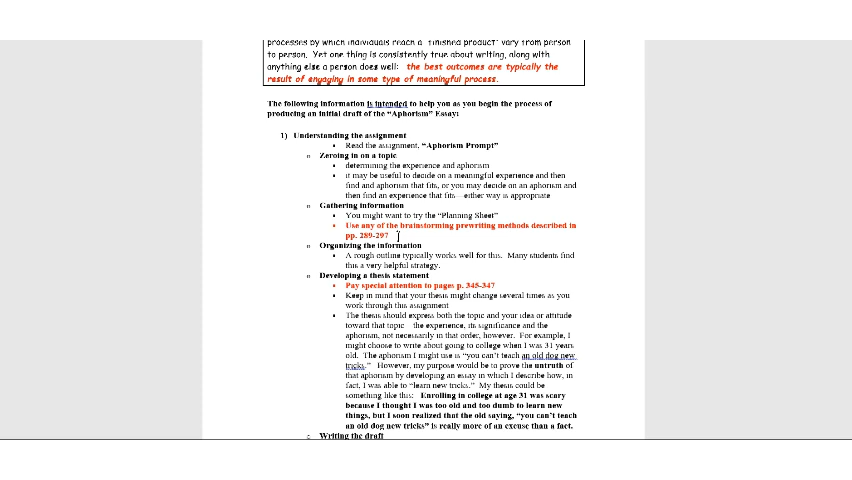 processes by which individuals reach a "finished product" vary from person
to person. Yet one thing is consistently true about writing, along with
anything else a person does well: the best outcomes are typically the
result of engaging in some type of meaningful process.
The following information is intended to help you as you begin the process of
producing an initial draft of the "Aphorism" Essay:
1) Understanding the assignment
• Read the assignment, "Aphorism Prompt"
o Zeroing in on a topic
• determining the experience and aphorism
• it may be useful to decide on a meaningful experience and then
find and aphorism that fits, or you may decide on an aphorism and
then find an experience that fits—either way is appropriate
o Gathering information
• You might want to try the "Planning Sheet"
• Use any of the brainstorming prewriting methods described in
pp. 289-297
o Organizing the information
• A rough outline typically works well for this. Many students find
this a very helpful strategy.
o Developing a thesis statement
• Pay special attention to pages p. 345-347
• Keep in mind that your thesis might change several times as you
work through this assignment
• The thesis should express both the topic and your idea or attitude
toward that topic—the experience, its significance and the
aphorism, not necessarily in that order, however. For example, I
might choose to write about going to college when I was 31 years
old. The aphorism I might use is "you can't teach an old dog new
tricks." However, my purpose would be to prove the untruth of
that aphorism by developing an essay in which I describe how, in
fact, I was able to "learn new tricks." My thesis could be
something like this: Enrolling in college at age 31 was scary
because I thought I was too old and too dumb to learn new
things, but I soon realized that the old saying, "you can't teach
an old dog new tricks" is really more of an excuse than a fact.
o Writing the draft